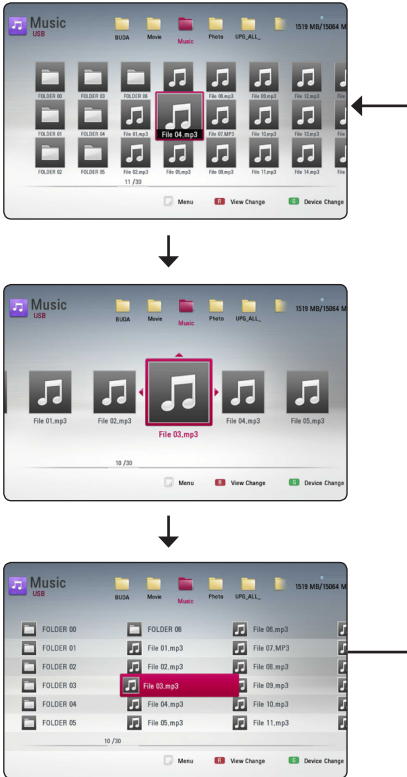 Music
USB
1519 MB/15064 M
BUDA Movie Music Photo UPG_ALL_
FOLDER 00 FOLDER 03 FOLDER 06 File 06.mp3 File 09.mp3 File 12.mp3 File
FOLDER 01 FOLDER 04 File 01.mp3 File 04.mp3 File 07.MP3 File 10.mp3 File 13.mp3 File
FOLDER 02 FOLDER 05 File 02.mp3 File 05.mp3 File 08.mp3 File 11.mp3 File 14.mp3 File
11 /30
Menu R View Change G Device Change
Music
USB
1519 MB/15064 M
BUDA Movie Music Photo UPG_ALL_
File 01.mp3 File 02.mp3 File 03.mp3 File 04.mp3 File 05.mp3
10 /30
Menu R View Change G Device Change
Music
USB
1519 MB/15064 M
BUDA Movie Music Photo UPG_ALL_
FOLDER 00 FOLDER 06 File 06.mp3
FOLDER 01 File 01.mp3 File 07.MP3
FOLDER 02 File 02.mp3 File 08.mp3
FOLDER 03 File 03.mp3 File 09.mp3
FOLDER 04 File 04.mp3 File 10.mp3
FOLDER 05 File 05.mp3 File 11.mp3
10 /30
Menu R View Change G Device Change